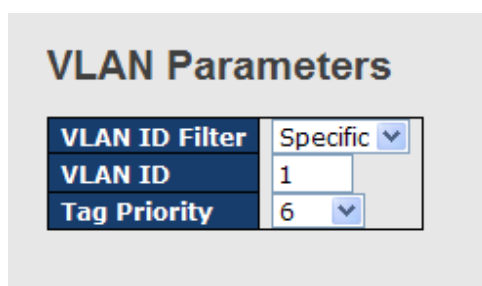 VLAN Parameters
VLAN ID Filter Specific
VLAN ID 1
Tag Priority 6